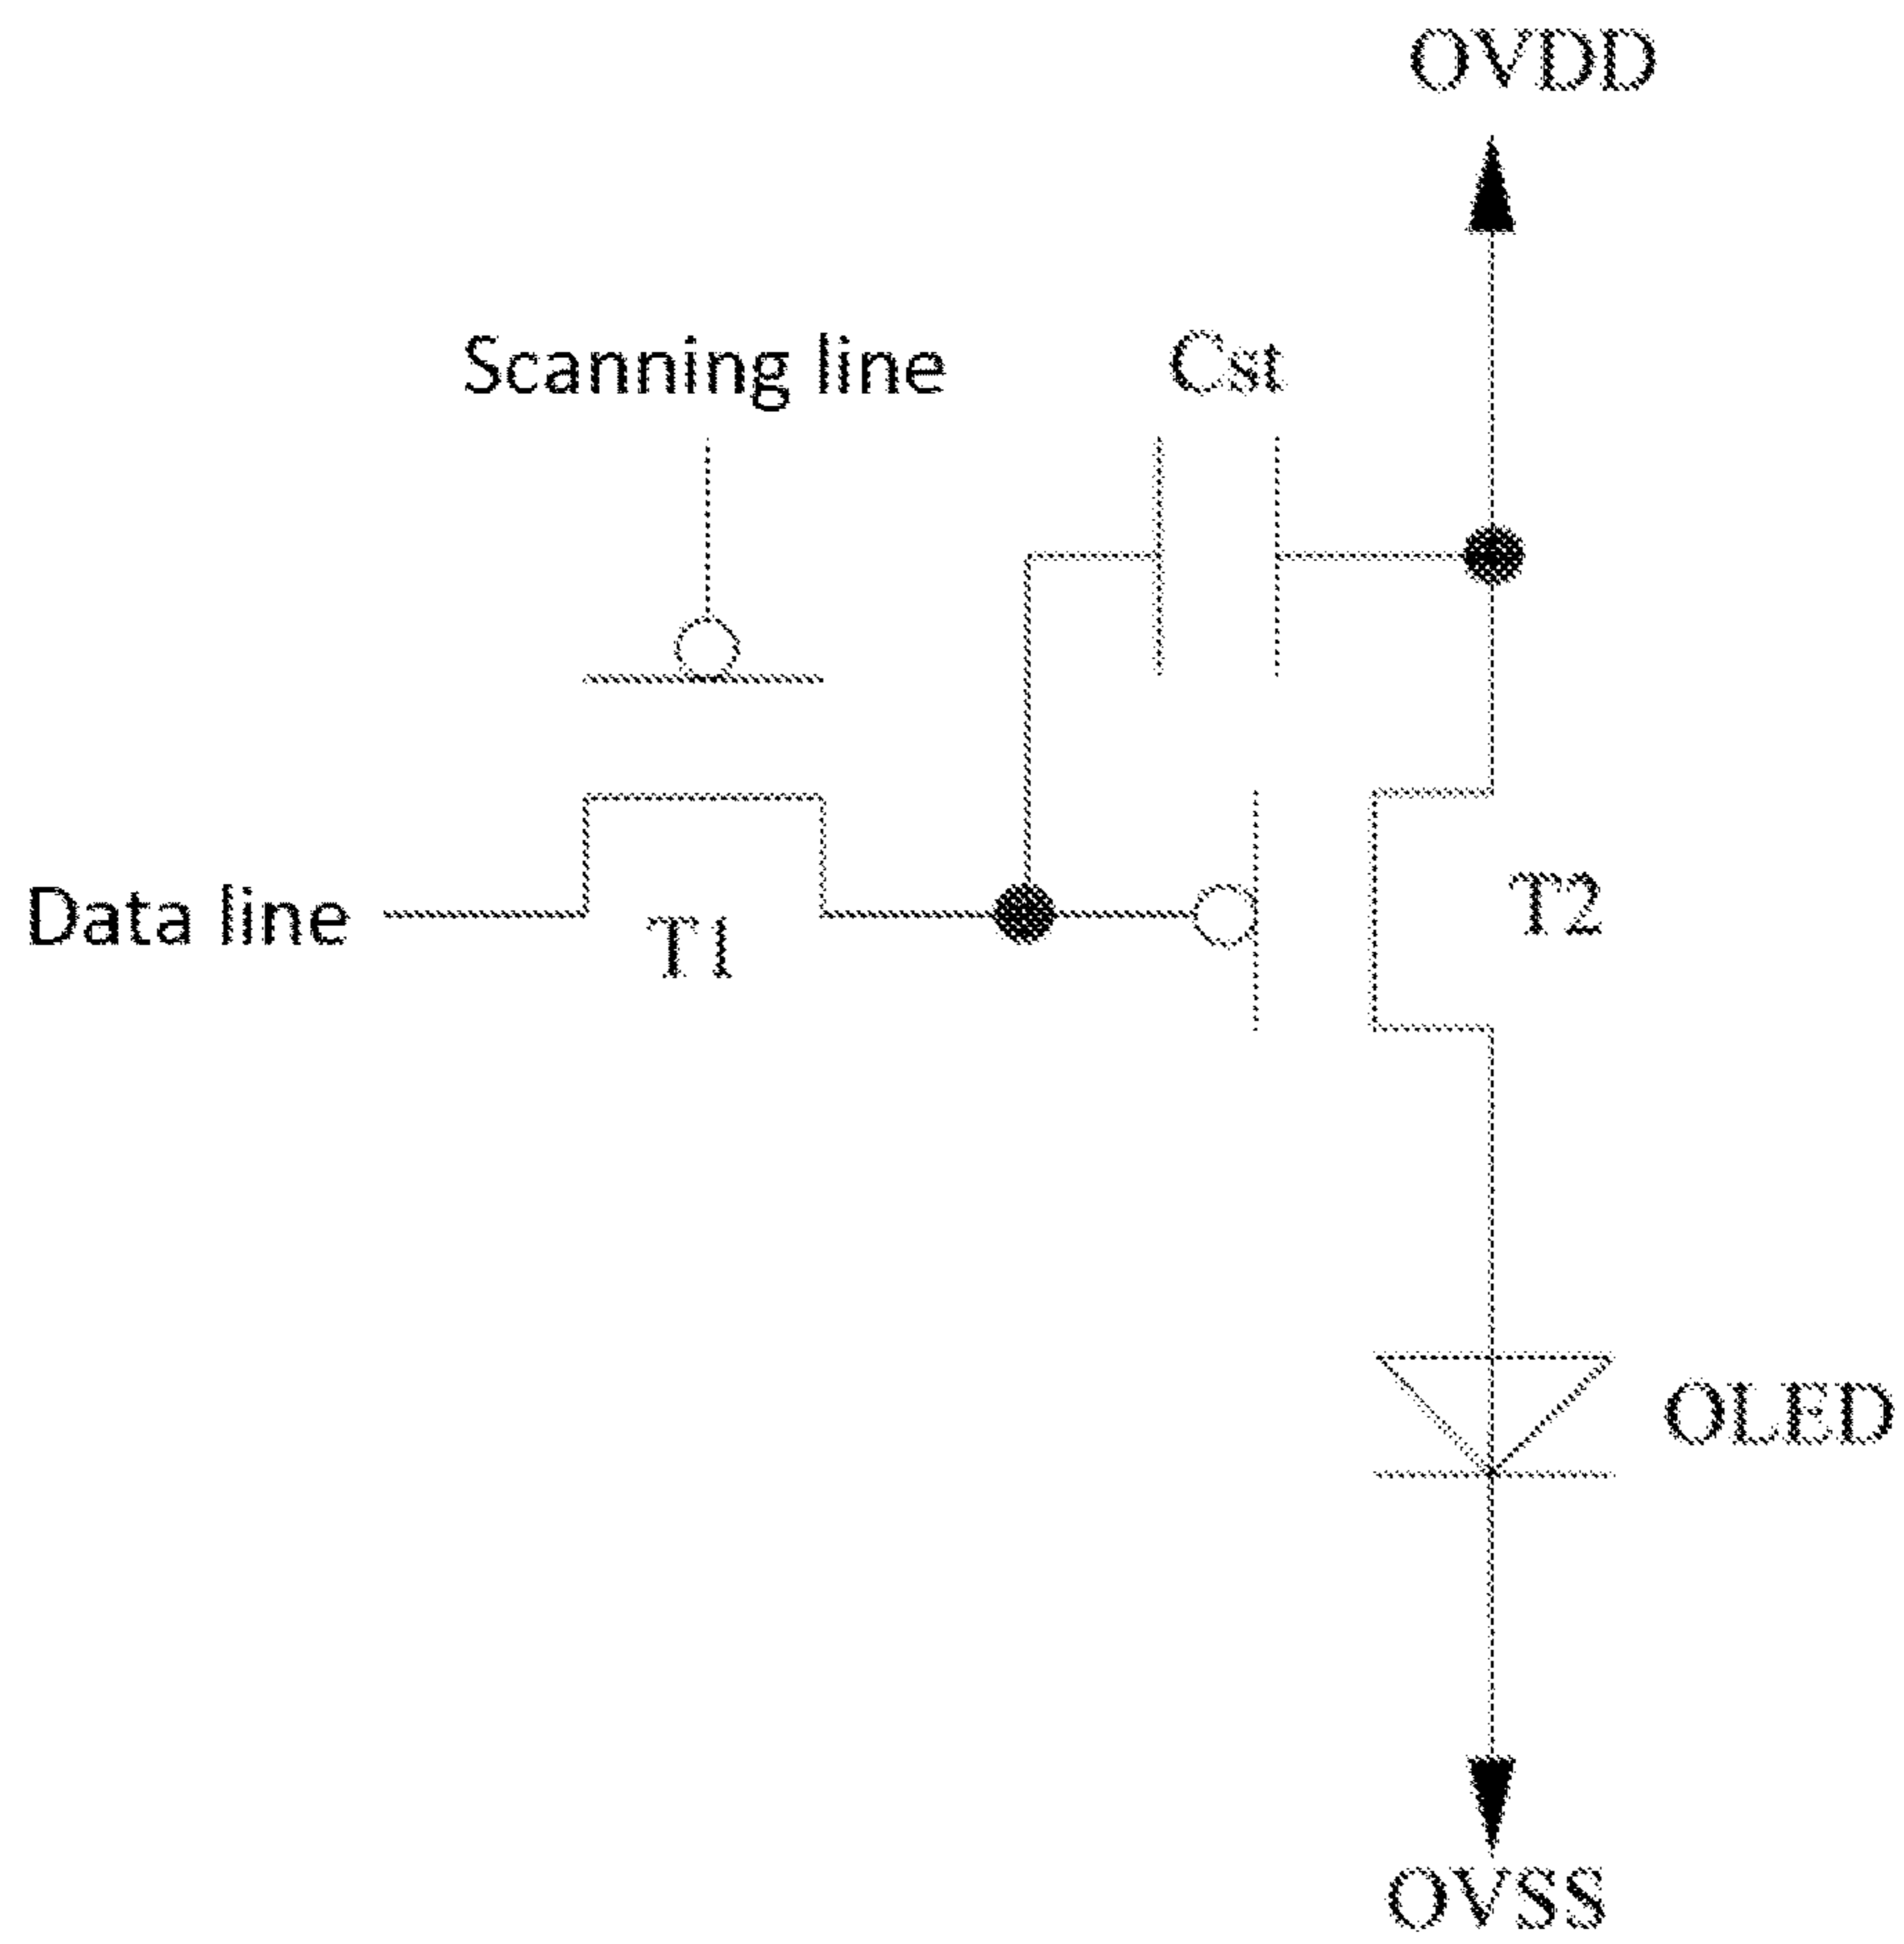 OVDD
Scanning line
Cst
Data line
T1
T2
OLED
OVSS